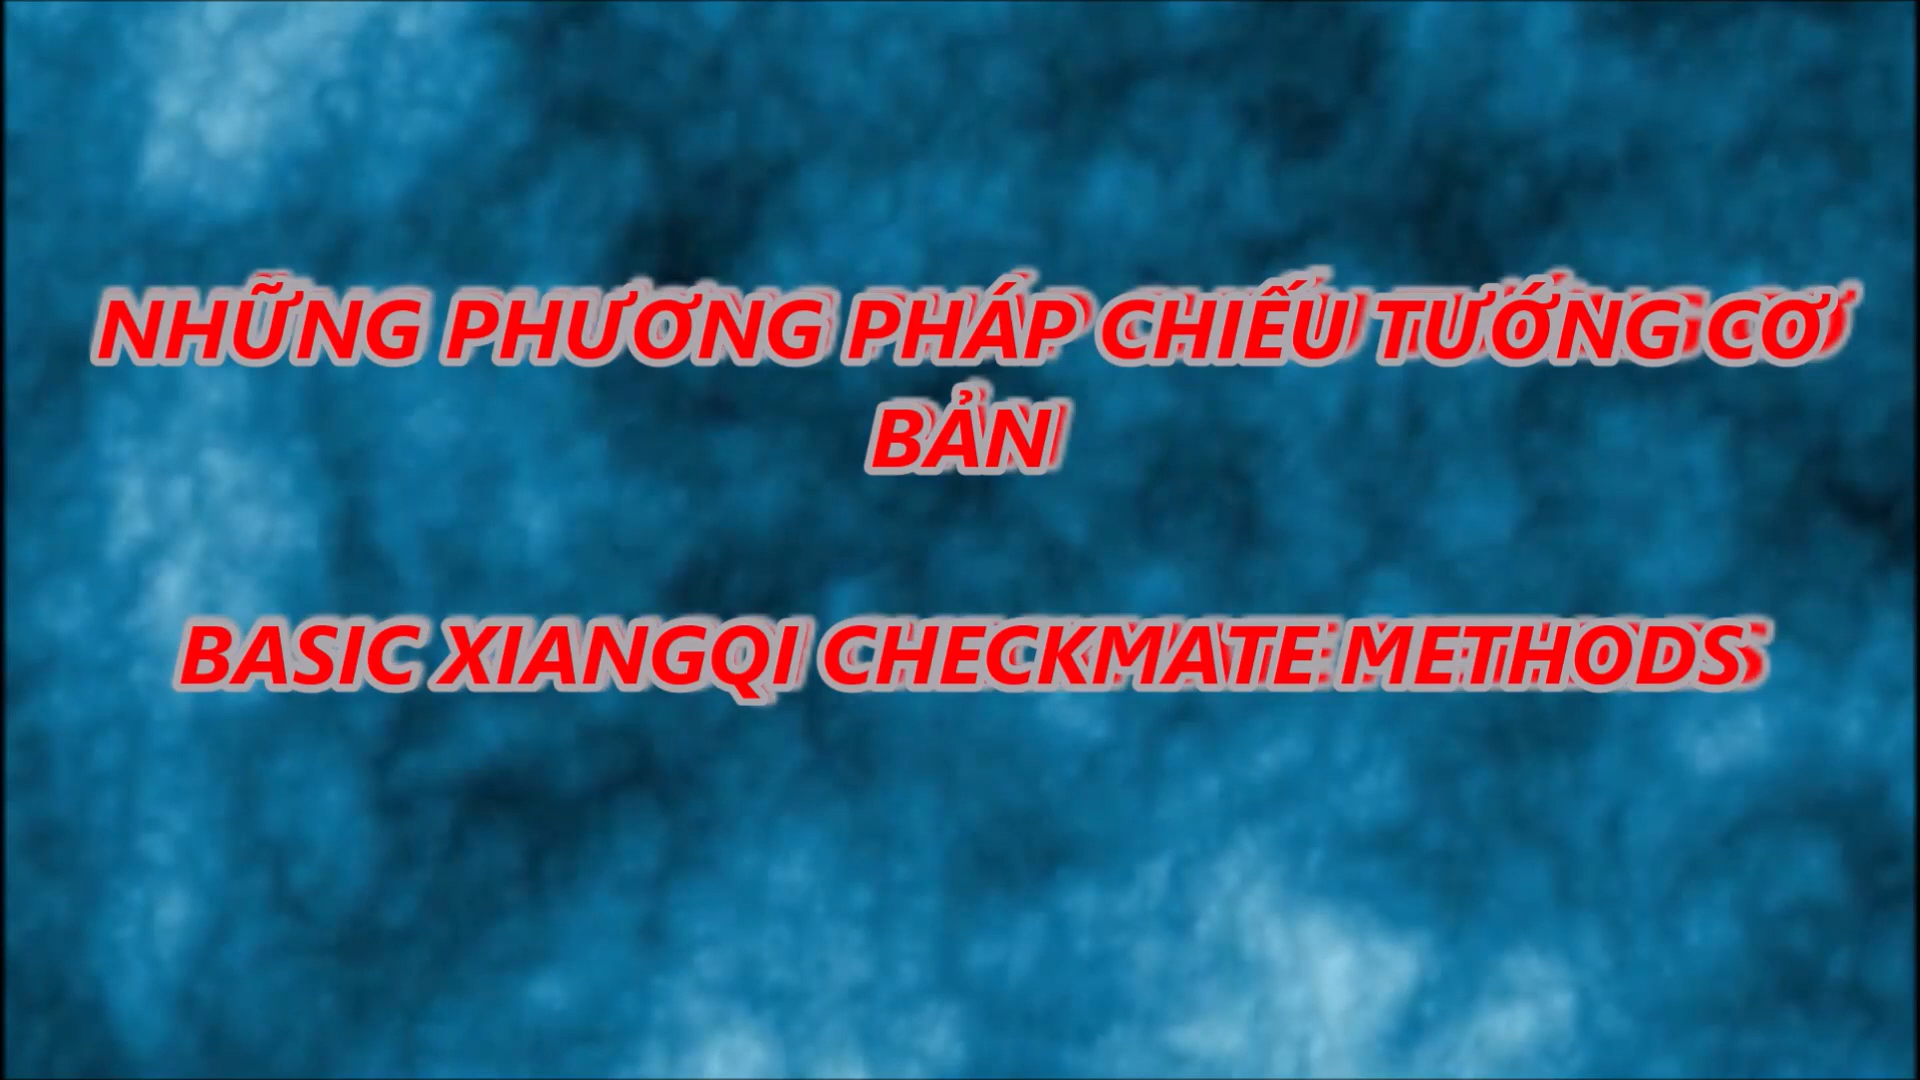 NHỮNG PHƯƠNG PHÁP CHIẾU TƯỚNG CƠ
BẢN
BASIC XIANGQI CHECKMATE METHODS